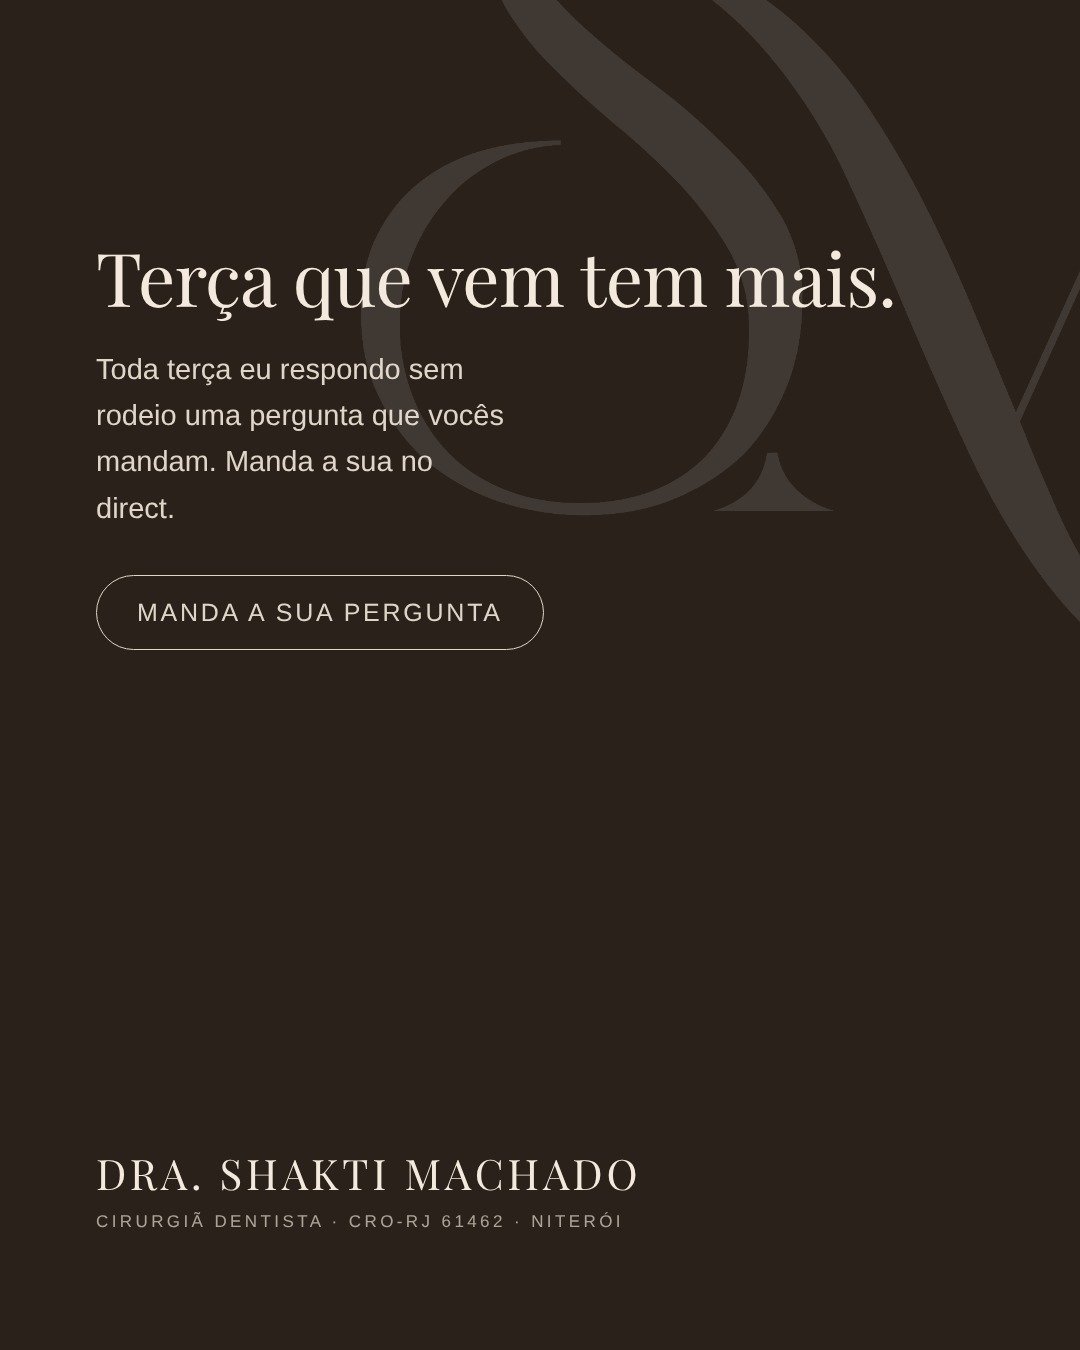 Terça que vem tem mais.
Toda terça eu respondo sem
rodeio uma pergunta que vocês
mandam. Manda a sua no
direct.
MANDA A SUA PERGUNTA
DRA. SHAKTI MACHADO
CIRURGIÃ DENTISTA · CRO-RJ 61462 · NITERÓI